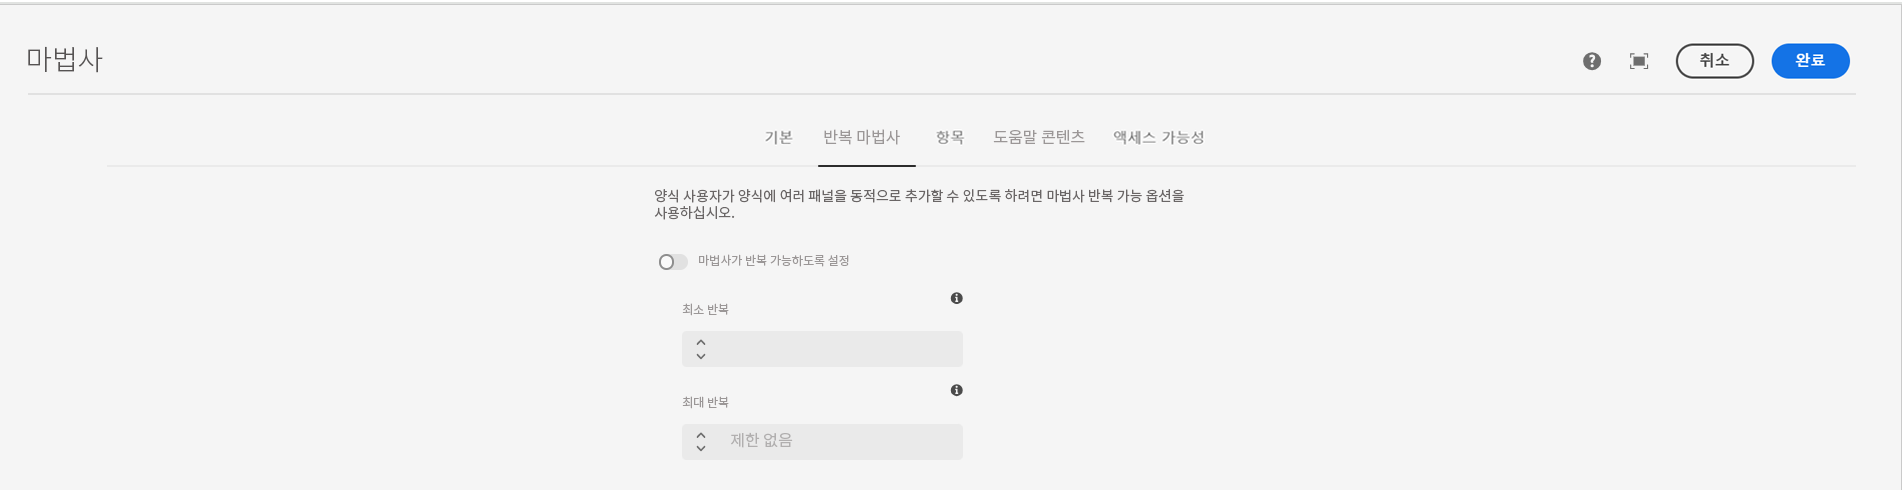 마법사
취소
완료
기본
반복 마법사
항목
도움말 콘텐츠
액세스 가능성
양식 사용자가 양식에 여러 패널을 동적으로 추가할 수 있도록 하려면 마법사 반복 가능 옵션을
사용하십시오.
마법사가 반복 가능하도록 설정
최소 반복
최대 반복
제한 없음